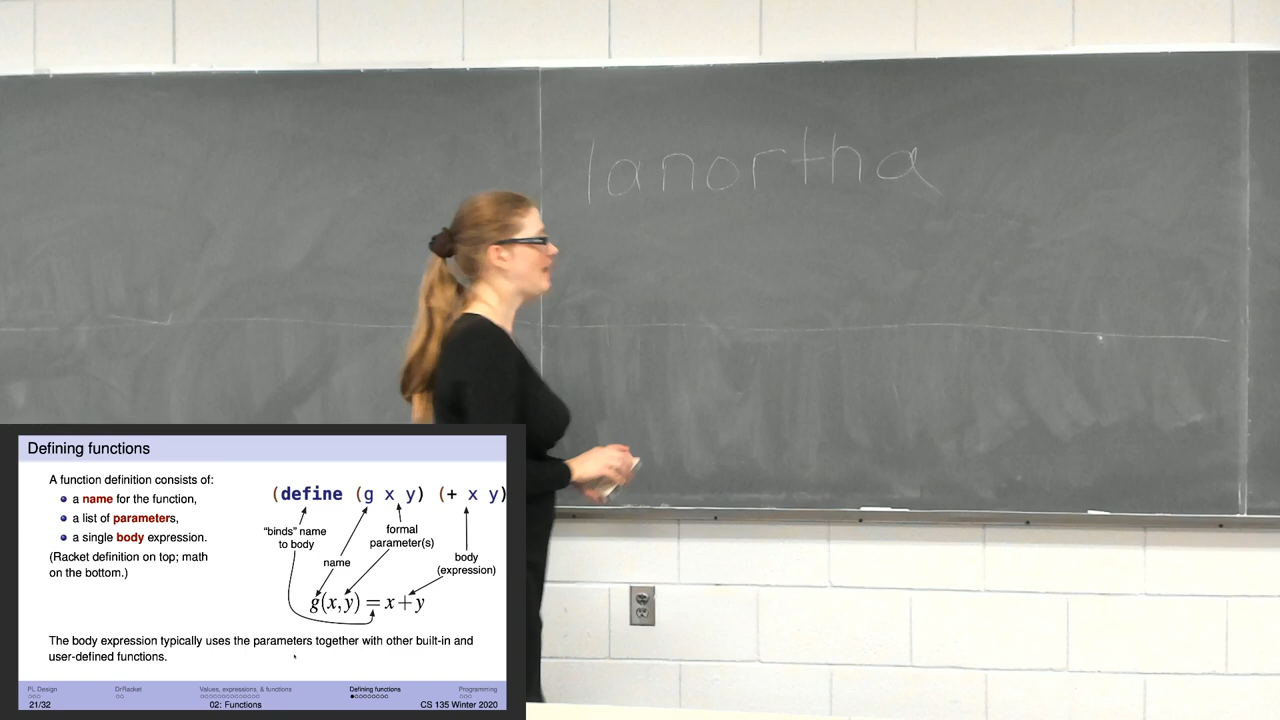 lanortha
Defining functions
A function definition consists of:
a name for the function,
a list of parameters,
a single body expression.
(Racket definition on top; math
on the bottom.)
(define (g x y) (+ x y)
"binds" name
to body
name
formal
parameter(s)
body
(expression)
g(x,y) = x+y
The body expression typically uses the parameters together with other built-in and
user-defined functions.
PL Design
DrRacket
Values, expressions, & functions
Defining functions
Programming
21/32
02: Functions
CS 135 Winter 2020